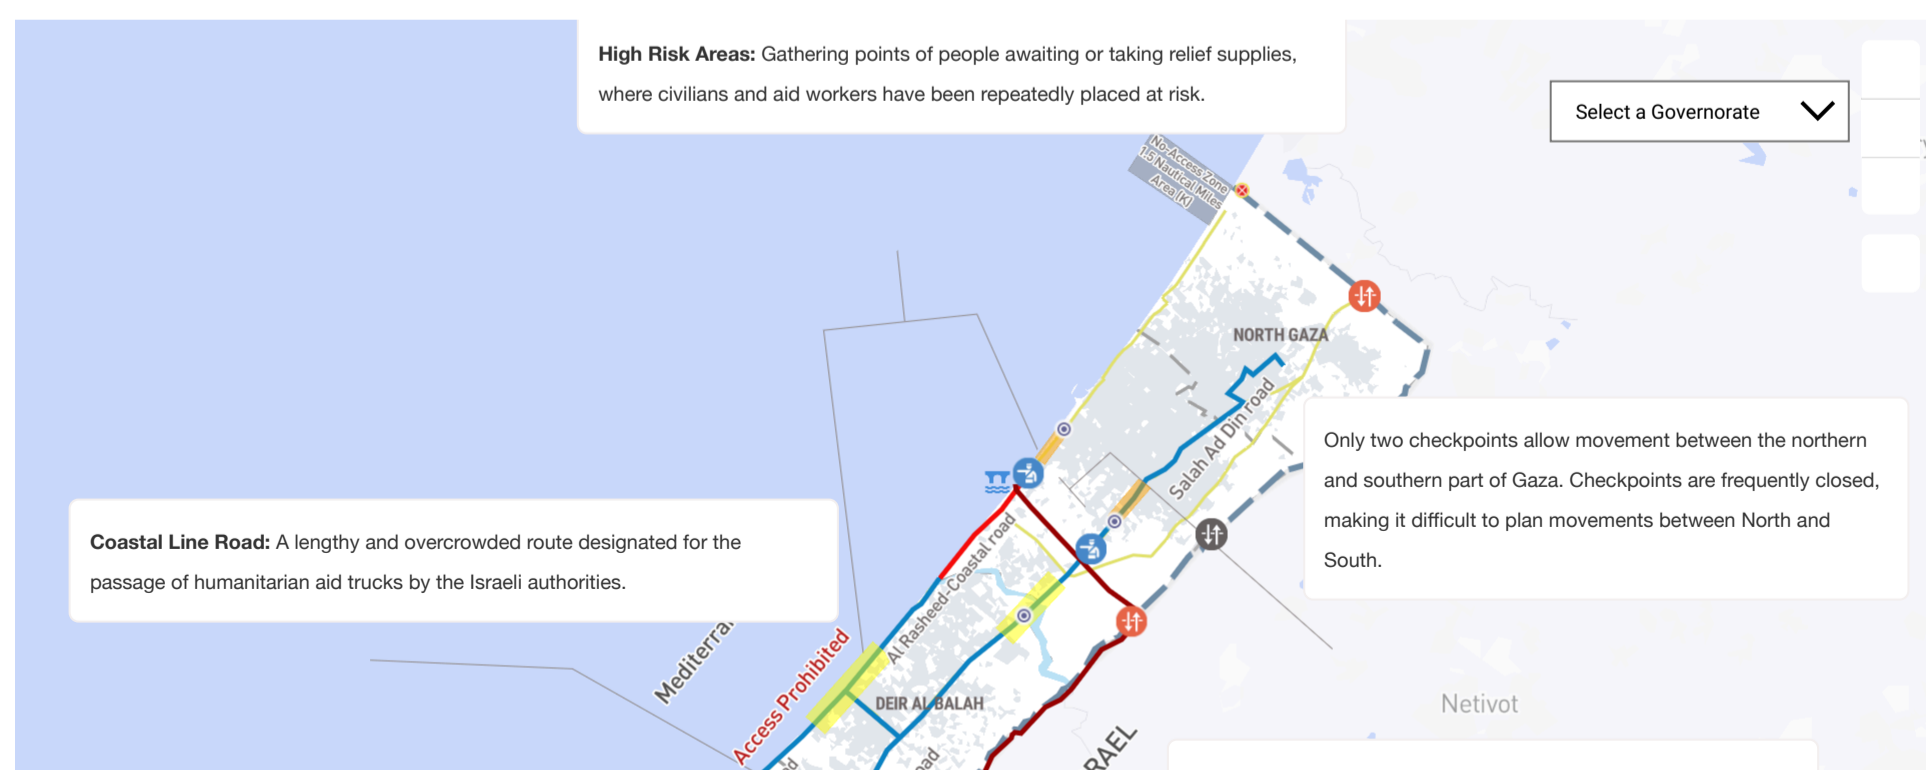 High Risk Areas: Gathering points of people awaiting or taking relief supplies,
where civilians and aid workers have been repeatedly placed at risk.
Select a Governorate
No-Access Zone
1.5 Nautical Miles
Area (K)
NORTH GAZA
Salah Ad Din road
Only two checkpoints allow movement between the northern
and southern part of Gaza. Checkpoints are frequently closed,
making it difficult to plan movements between North and
South.
Coastal Line Road: A lengthy and overcrowded route designated for the
passage of humanitarian aid trucks by the Israeli authorities.
Al Rasheed-Coastal road
Mediterra
Access Prohibited
DEIR AL BALAH
Netivot
RAEL
oad